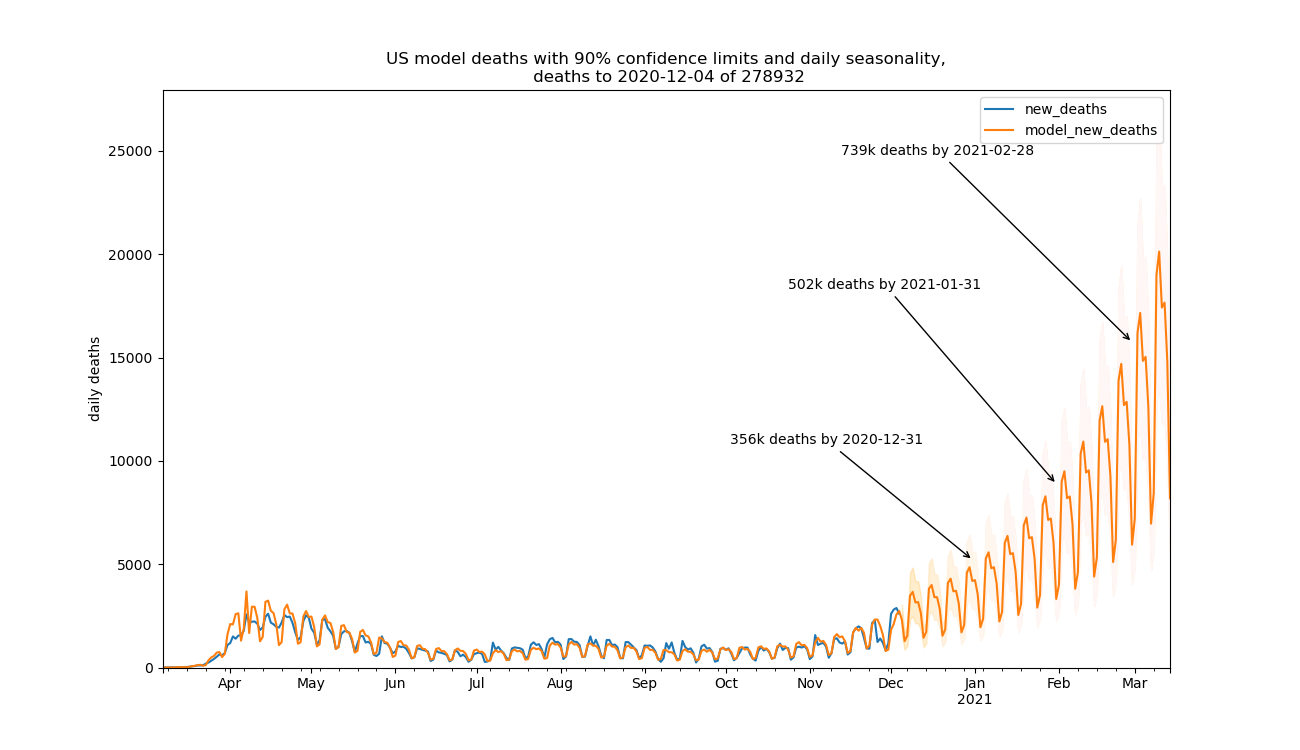 US model deaths with 90% confidence limits and daily seasonality,
deaths to 2020-12-04 of 278932
new_deaths
model_new_deaths
739k deaths by 2021-02-28
502k deaths by 2021-01-31
356k deaths by 2020-12-31
daily deaths
25000
20000
15000
10000
5000
0
Apr May Jun Jul Aug Sep Oct Nov Dec Jan Feb Mar
2021